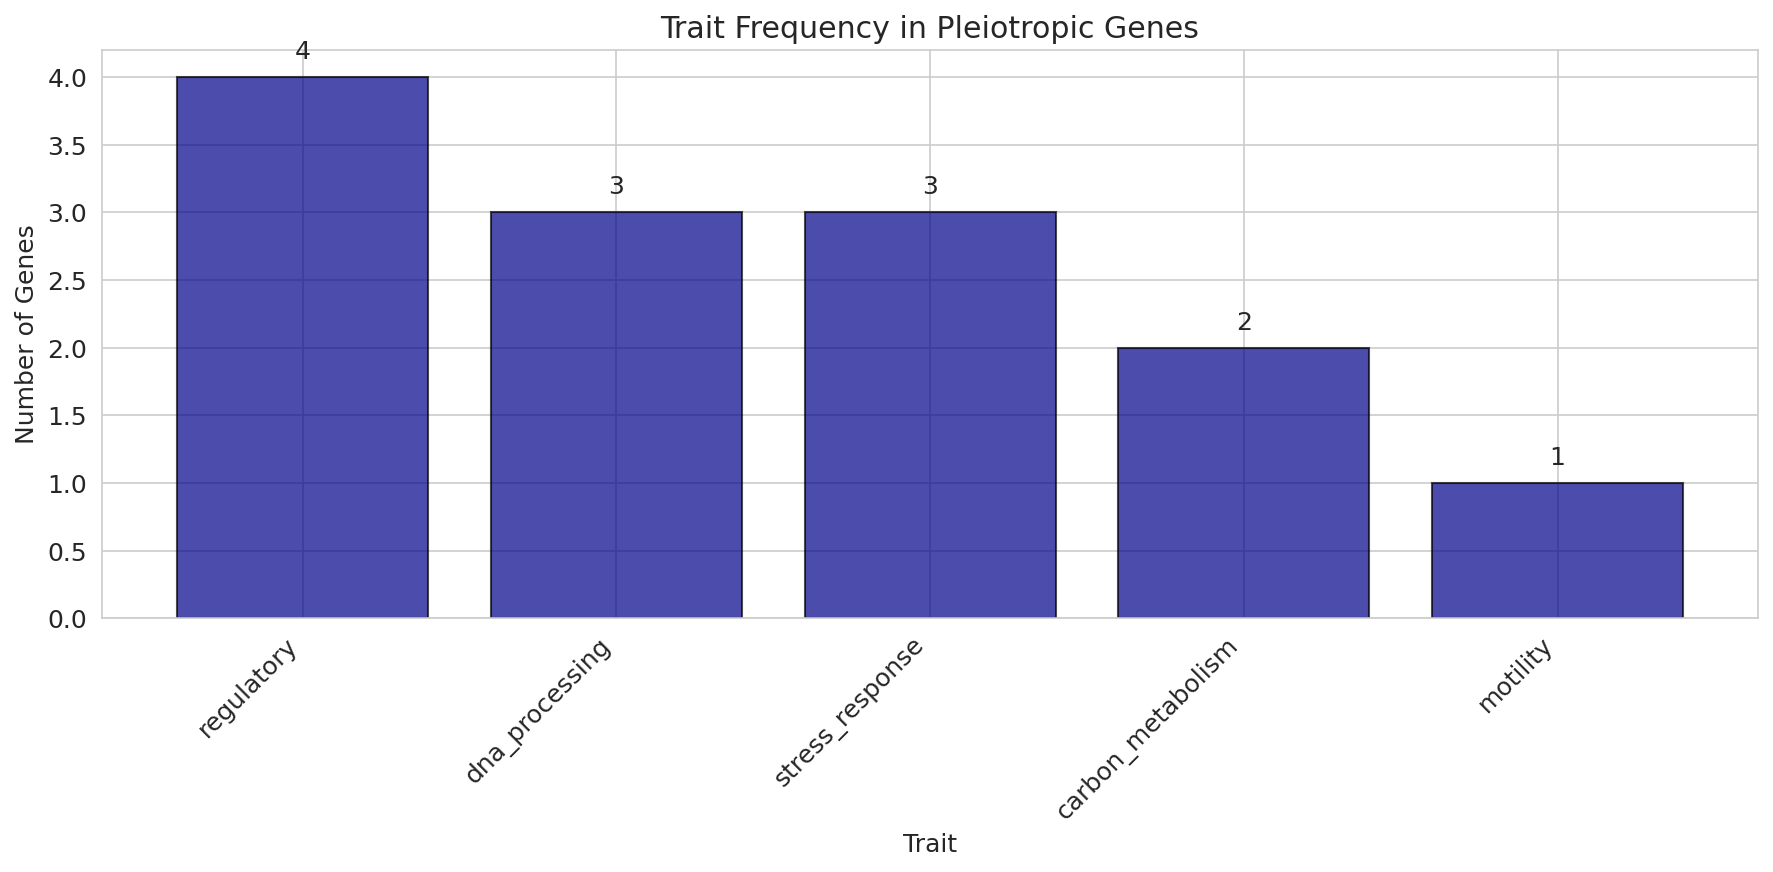 Trait Frequency in Pleiotropic Genes
4
3
3
2
1
4.0
3.5
3.0
2.5
2.0
1.5
1.0
0.5
0.0
Number of Genes
regulatory
dna_processing
stress_response
carbon_metabolism
motility
Trait